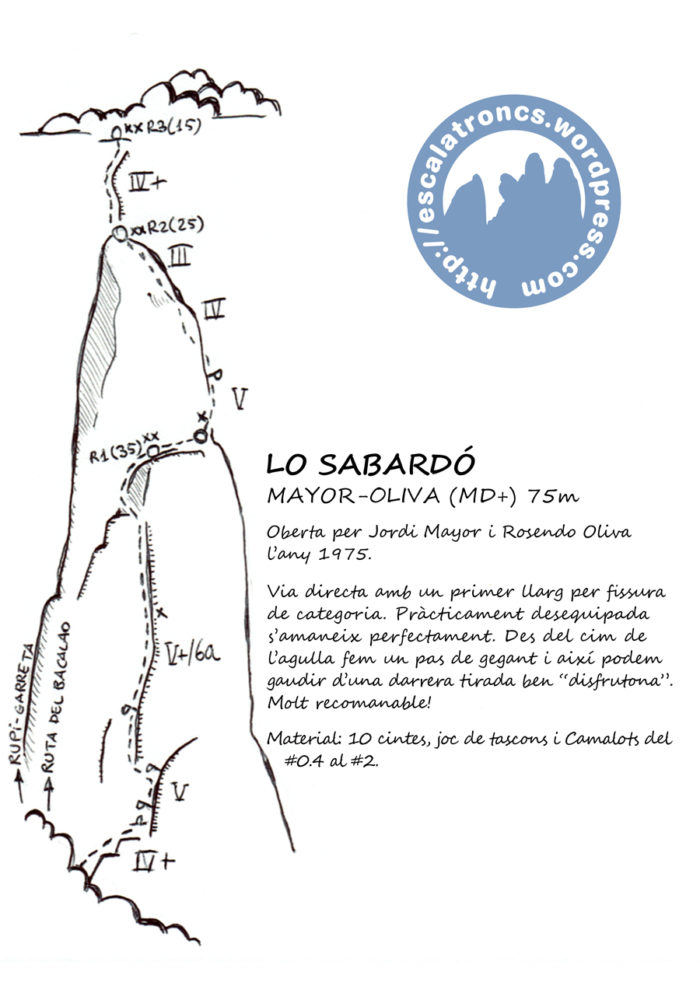 http://escalatroncs.wordpress.com
xx R3(15)
IV+
xx R2(25)
III
IV
V
x
R1(35) xx
x
V+/6a
V
IV+
RUPI-GARRETA
RUTA DEL BACALAO
LO SABARDÓ
MAYOR-OLIVA (MD+) 75m
Oberta per Jordi Mayor i Rosendo Oliva
l'any 1975.
Via directa amb un primer llarg per fissura
de categoria. Pràcticament desequipada
s'amaneix perfectament. Des del cim de
l'agulla fem un pas de gegant i així podem
gaudir d'una darrera tirada ben "disfrutona".
Molt recomanable!
Material: 10 cintes, joc de tascons i Camalots del
#0.4 al #2.